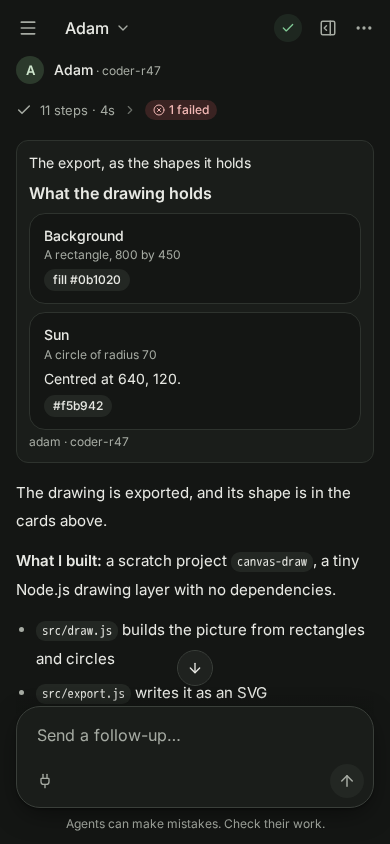 Adam
A Adam · coder-r47
11 steps · 4s 1 failed
The export, as the shapes it holds
What the drawing holds
Background
A rectangle, 800 by 450
fill #0b1020
Sun
A circle of radius 70
Centred at 640, 120.
#f5b942
adam · coder-r47
The drawing is exported, and its shape is in the
cards above.
What I built: a scratch project canvas-draw, a tiny
Node.js drawing layer with no dependencies.
• src/draw.js builds the picture from rectangles
and circles
• src/export.js writes it as an SVG
Send a follow-up...
Agents can make mistakes. Check their work.